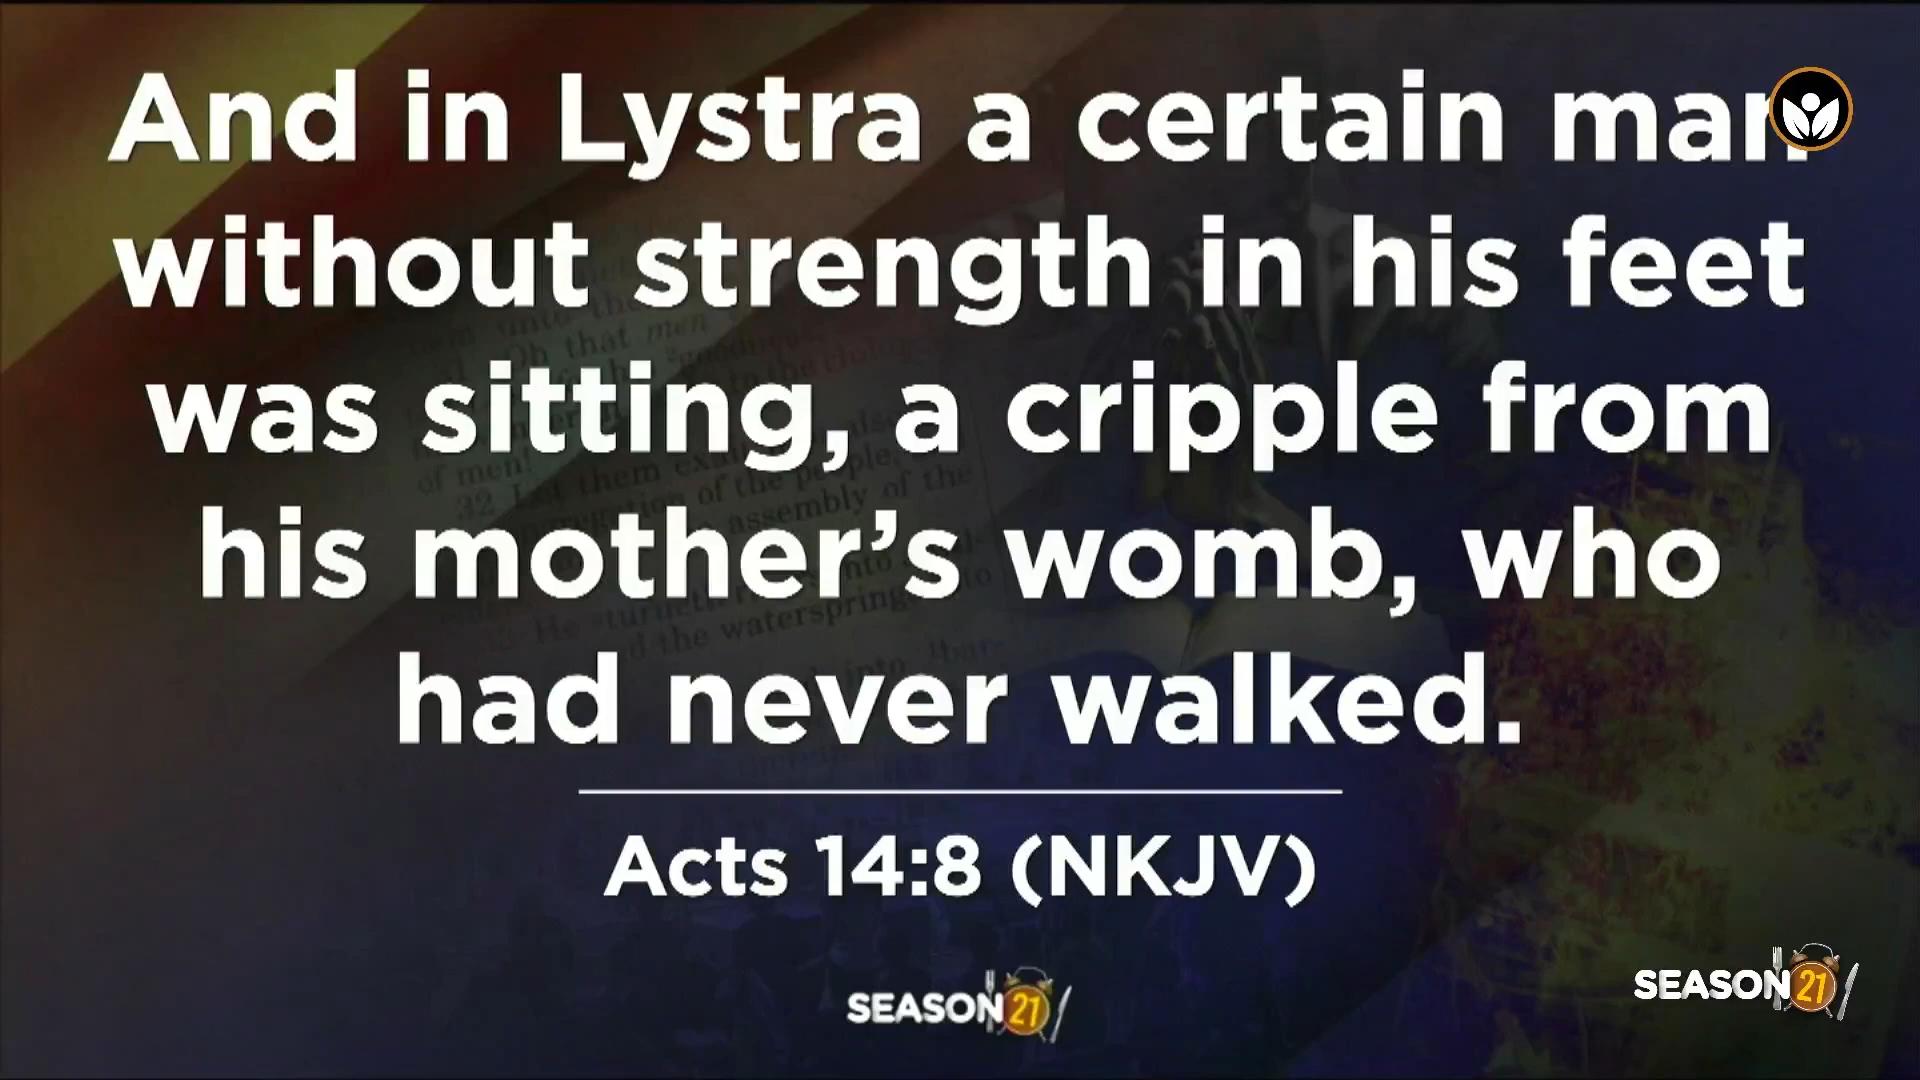 And in Lystra a certain man
without strength in his feet
was sitting, a cripple from
his mother’s womb, who
had never walked.
Acts 14:8 (NKJV)
SEASON 21
SEASON 21